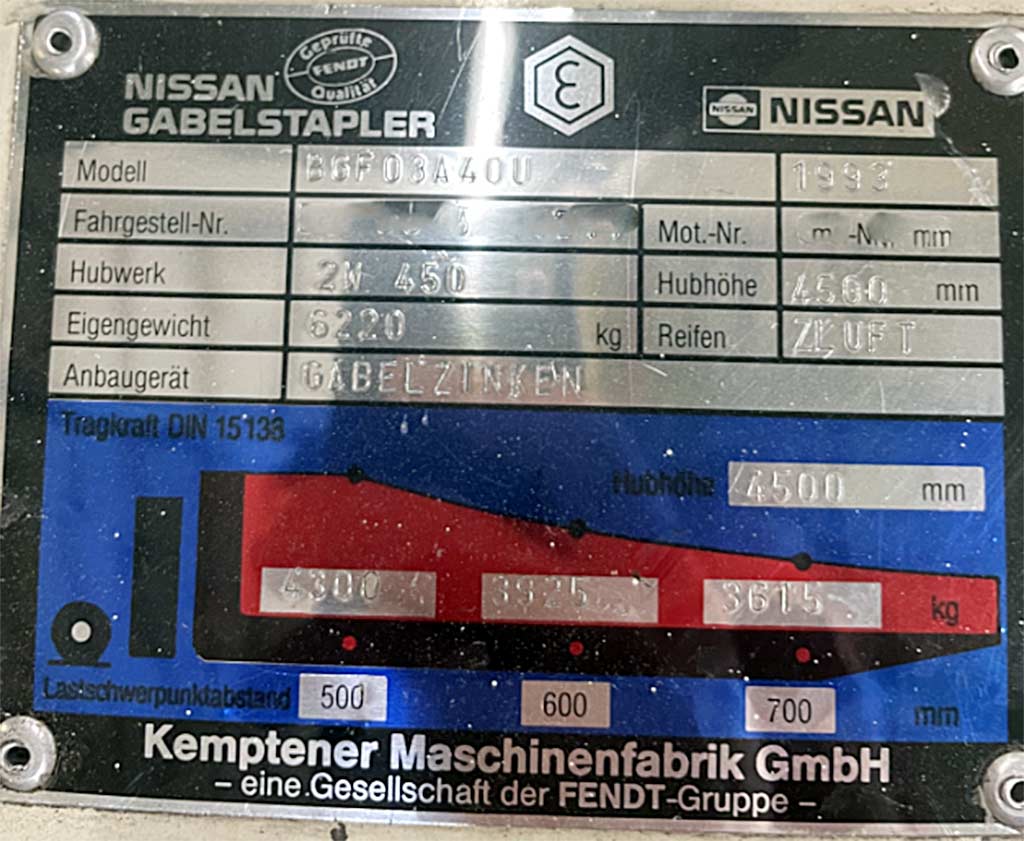 Geprüfte
FENDT
Qualität
NISSAN
GABELSTAPLER
ε
NISSAN NISSAN
Modell BGF03A40U 1993
Fahrgestell-Nr. Mot.-Nr. mm
Hubwerk 2W 450 Hubhöhe 4500 mm
Eigengewicht 6220 kg Reifen ZLUFT
Anbaugerät GABELZINKEN
Tragkraft DIN 15138
Hubhöhe 4500 mm
4300 3925 3615 kg
Lastschwerpunktabstand 500 600 700 mm
Kemptener Maschinenfabrik GmbH
– eine Gesellschaft der FENDT-Gruppe –